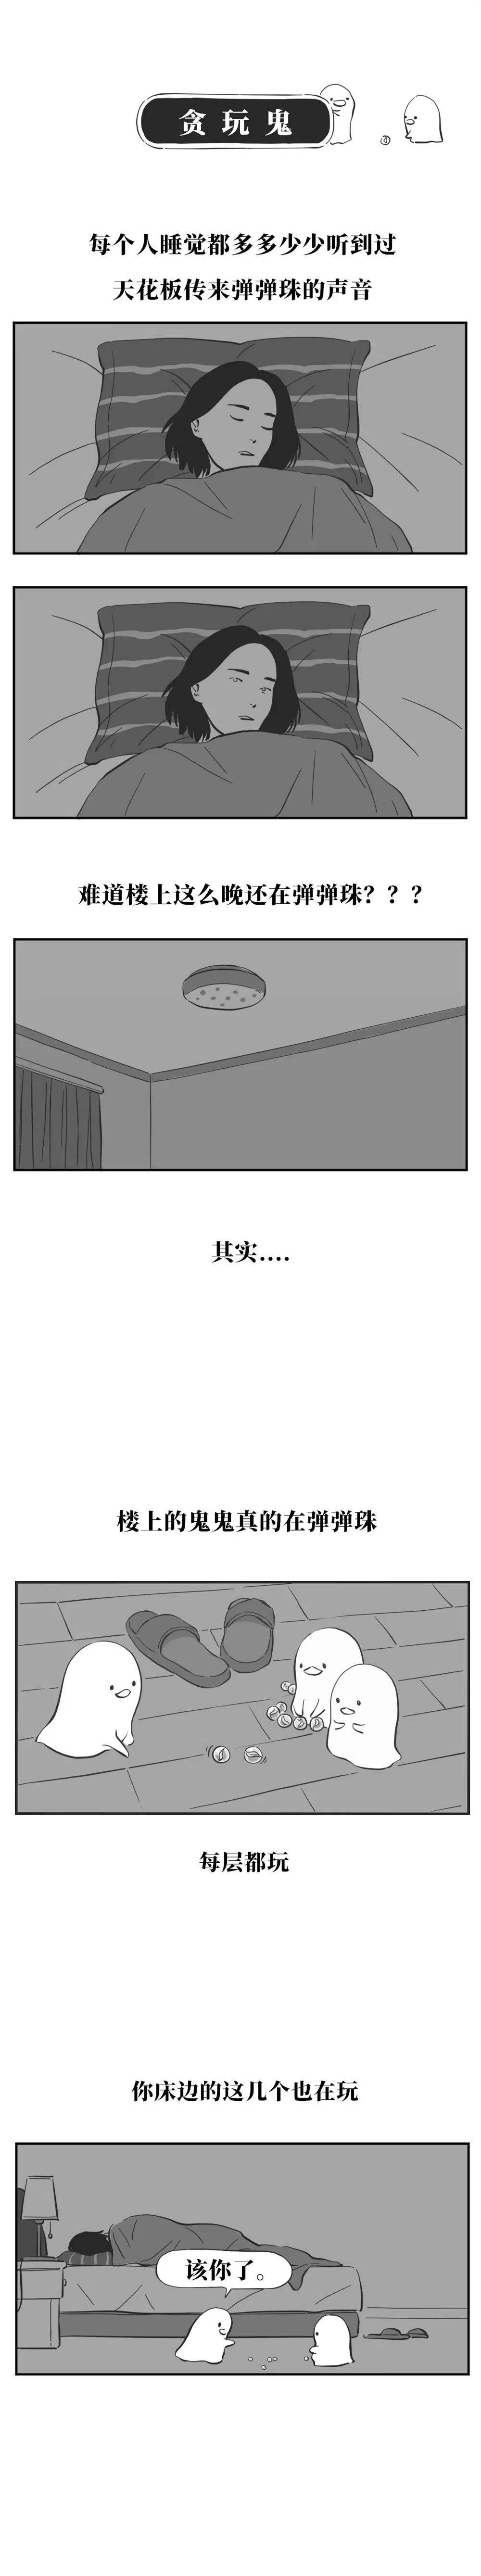 贪玩鬼
每个人睡觉都多多少少听到过
天花板传来弹弹珠的声音
难道楼上这么晚还在弹弹珠？？？
其实....
楼上的鬼鬼真的在弹弹珠
每层都玩
你床边的这几个也在玩
该你了。